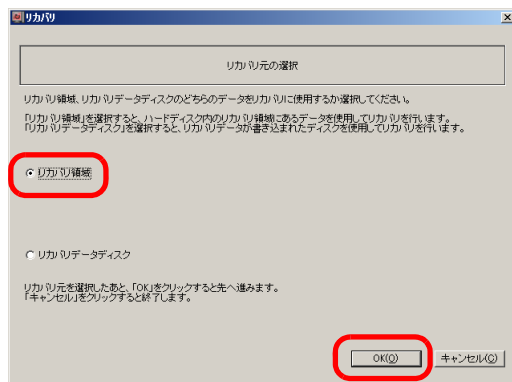 リカバリ
リカバリ元の選択
リカバリ領域、リカバリデータディスクのどちらのデータをリカバリに使用するか選択してください。
「リカバリ領域」を選択すると、ハードディスク内のリカバリ領域にあるデータを使用してリカバリを行います。
「リカバリデータディスク」を選択すると、リカバリデータが書き込まれたディスクを使用してリカバリを行います。
リカバリ領域
リカバリデータディスク
リカバリ元を選択したあと、「OK」をクリックすると先へ進みます。
「キャンセル」をクリックすると終了します。
OK(O) キャンセル(C)